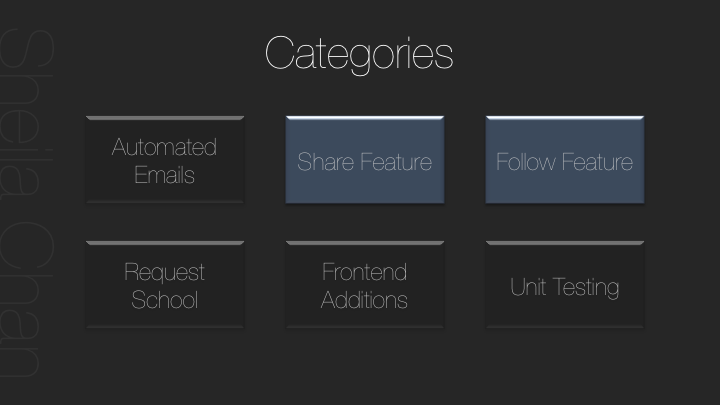 Categories
Automated
Emails
Share Feature
Follow Feature
Request
School
Frontend
Additions
Unit Testing
Sheila Chan